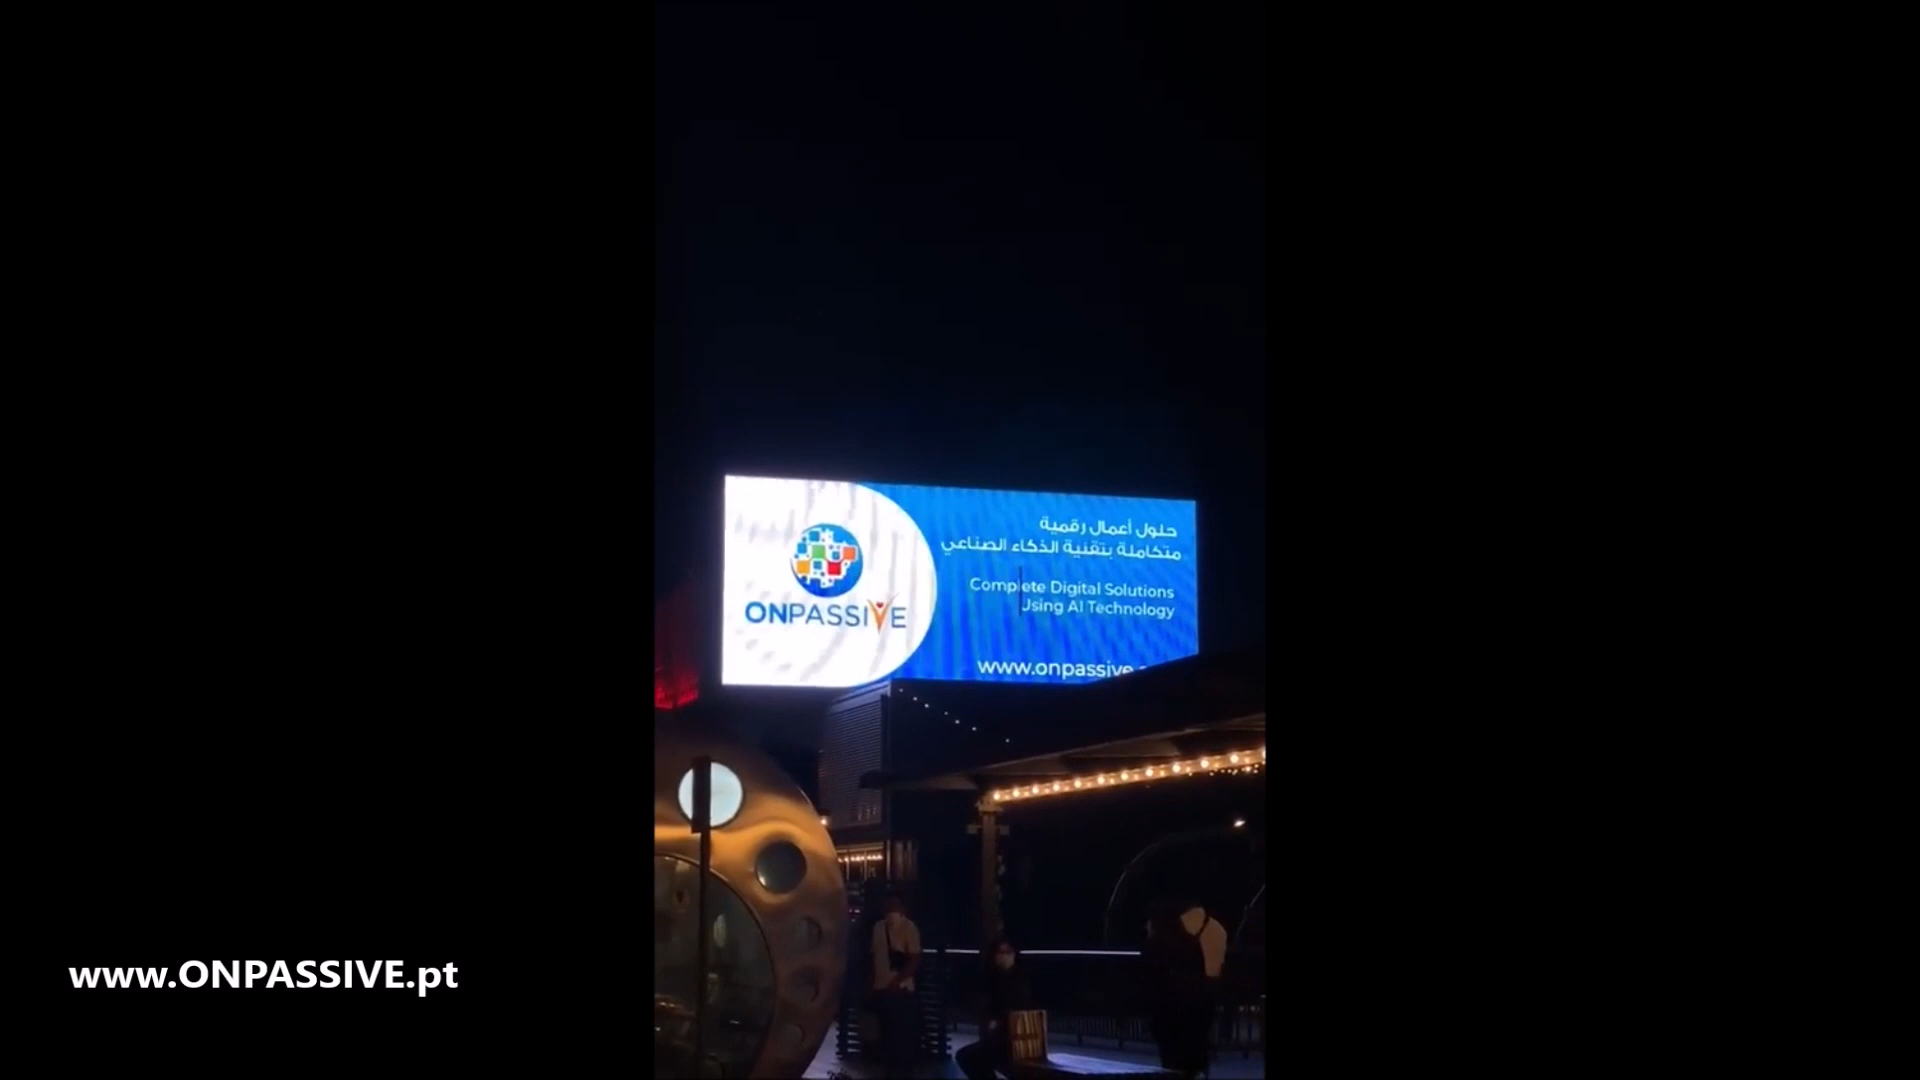 حلول أعمال رقمية
متكاملة بتقنية الذكاء الصناعي
ONPASSIVE
Complete Digital Solutions
Using AI Technology
www.onpassive.
www.ONPASSIVE.pt